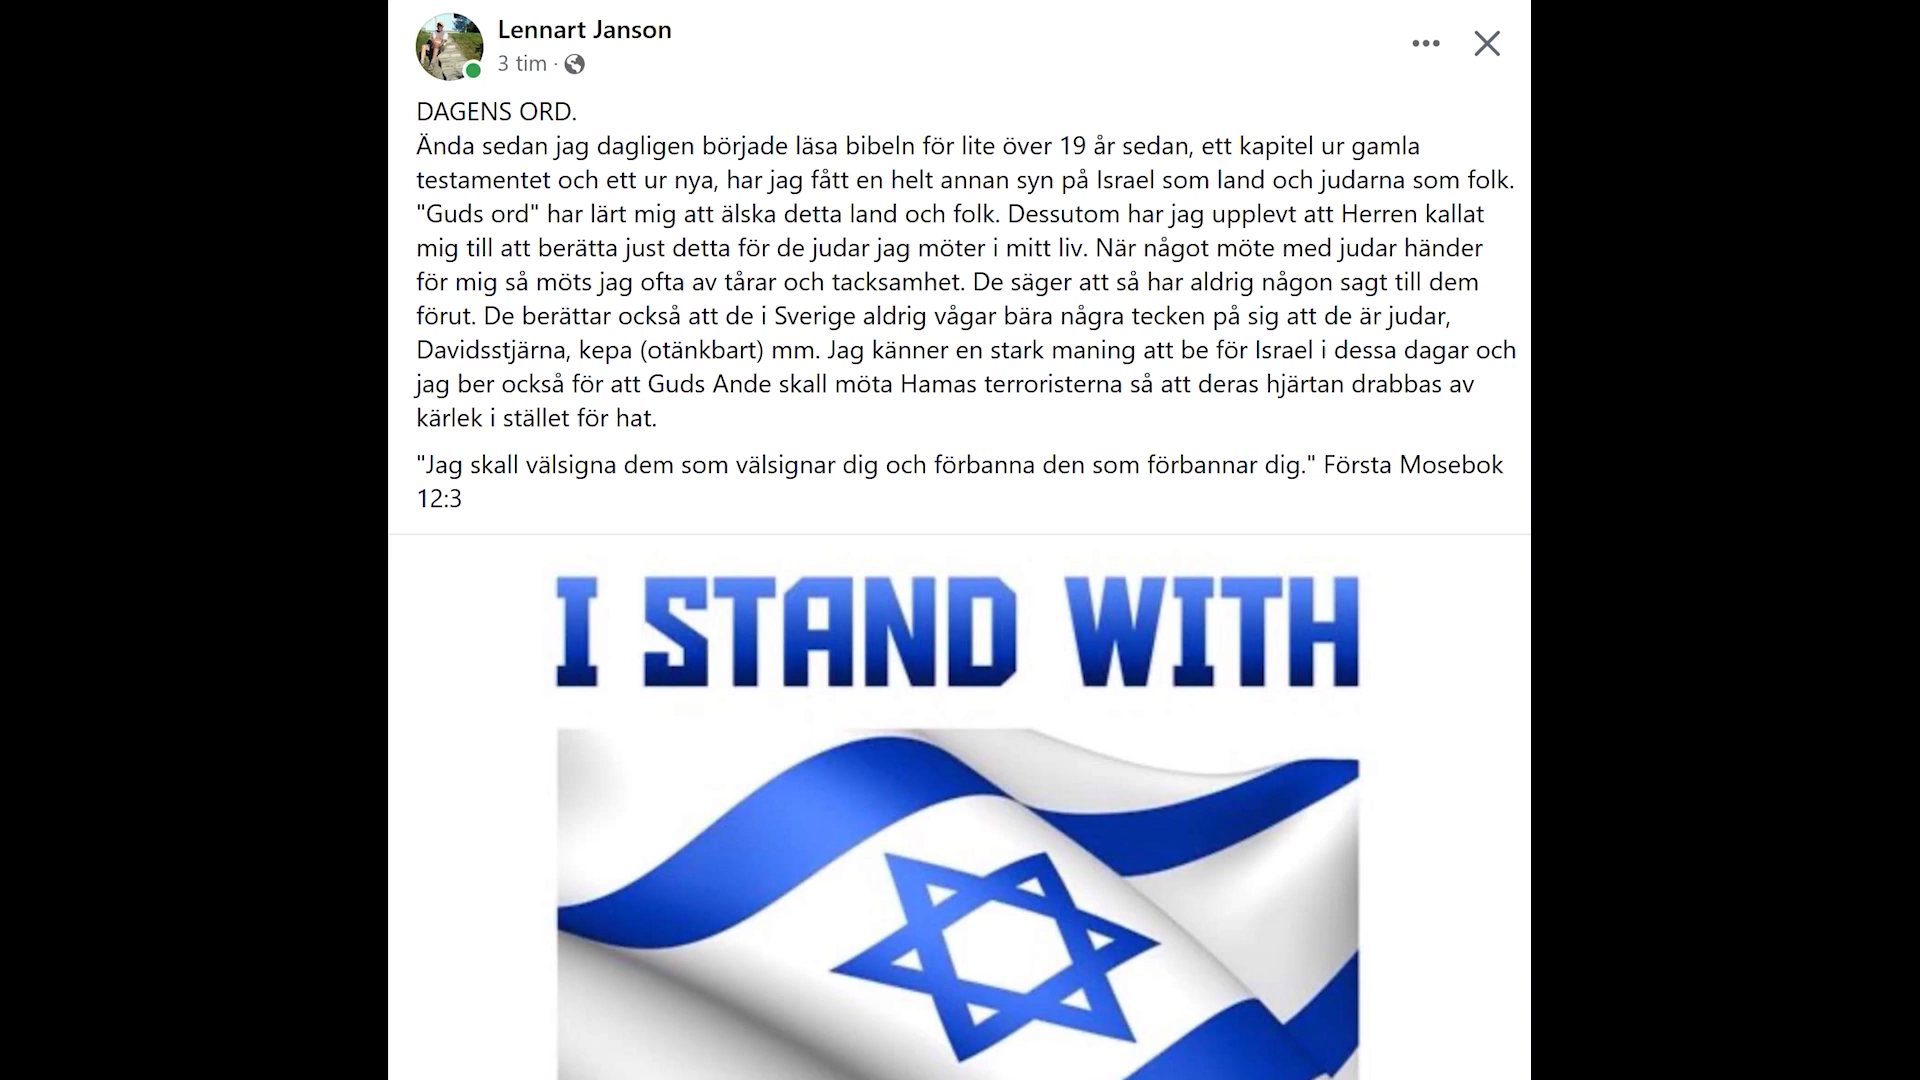 Lennart Janson
3 tim ·
DAGENS ORD.
Ända sedan jag dagligen började läsa bibeln för lite över 19 år sedan, ett kapitel ur gamla
testamentet och ett ur nya, har jag fått en helt annan syn på Israel som land och judarna som folk.
"Guds ord" har lärt mig att älska detta land och folk. Dessutom har jag upplevt att Herren kallat
mig till att berätta just detta för de judar jag möter i mitt liv. När något möte med judar händer
för mig så möts jag ofta av tårar och tacksamhet. De säger att så har aldrig någon sagt till dem
förut. De berättar också att de i Sverige aldrig vågar bära några tecken på sig att de är judar,
Davidsstjärna, kepa (otänkbart) mm. Jag känner en stark maning att be för Israel i dessa dagar och
jag ber också för att Guds Ande skall möta Hamas terroristerna så att deras hjärtan drabbas av
kärlek i stället för hat.
"Jag skall välsigna dem som välsignar dig och förbanna den som förbannar dig." Första Mosebok
12:3
I STAND WITH